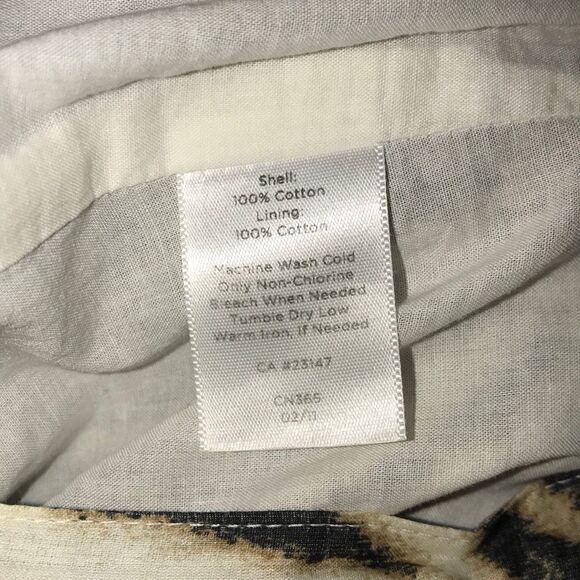 Shell:
100% Cotton
Lining:
100% Cotton
Machine Wash Cold
Only Non-Chlorine
Bleach When Needed
Tumble Dry Low
Warm Iron, If Needed
CA #23147
CN365
02/11